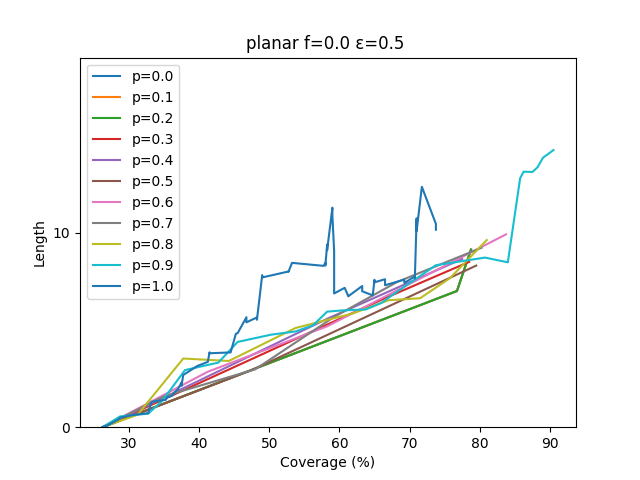 planar f=0.0 ε=0.5
p=0.0
p=0.1
p=0.2
p=0.3
p=0.4
p=0.5
p=0.6
p=0.7
p=0.8
p=0.9
p=1.0
Length
10
0
30 40 50 60 70 80 90
Coverage (%)